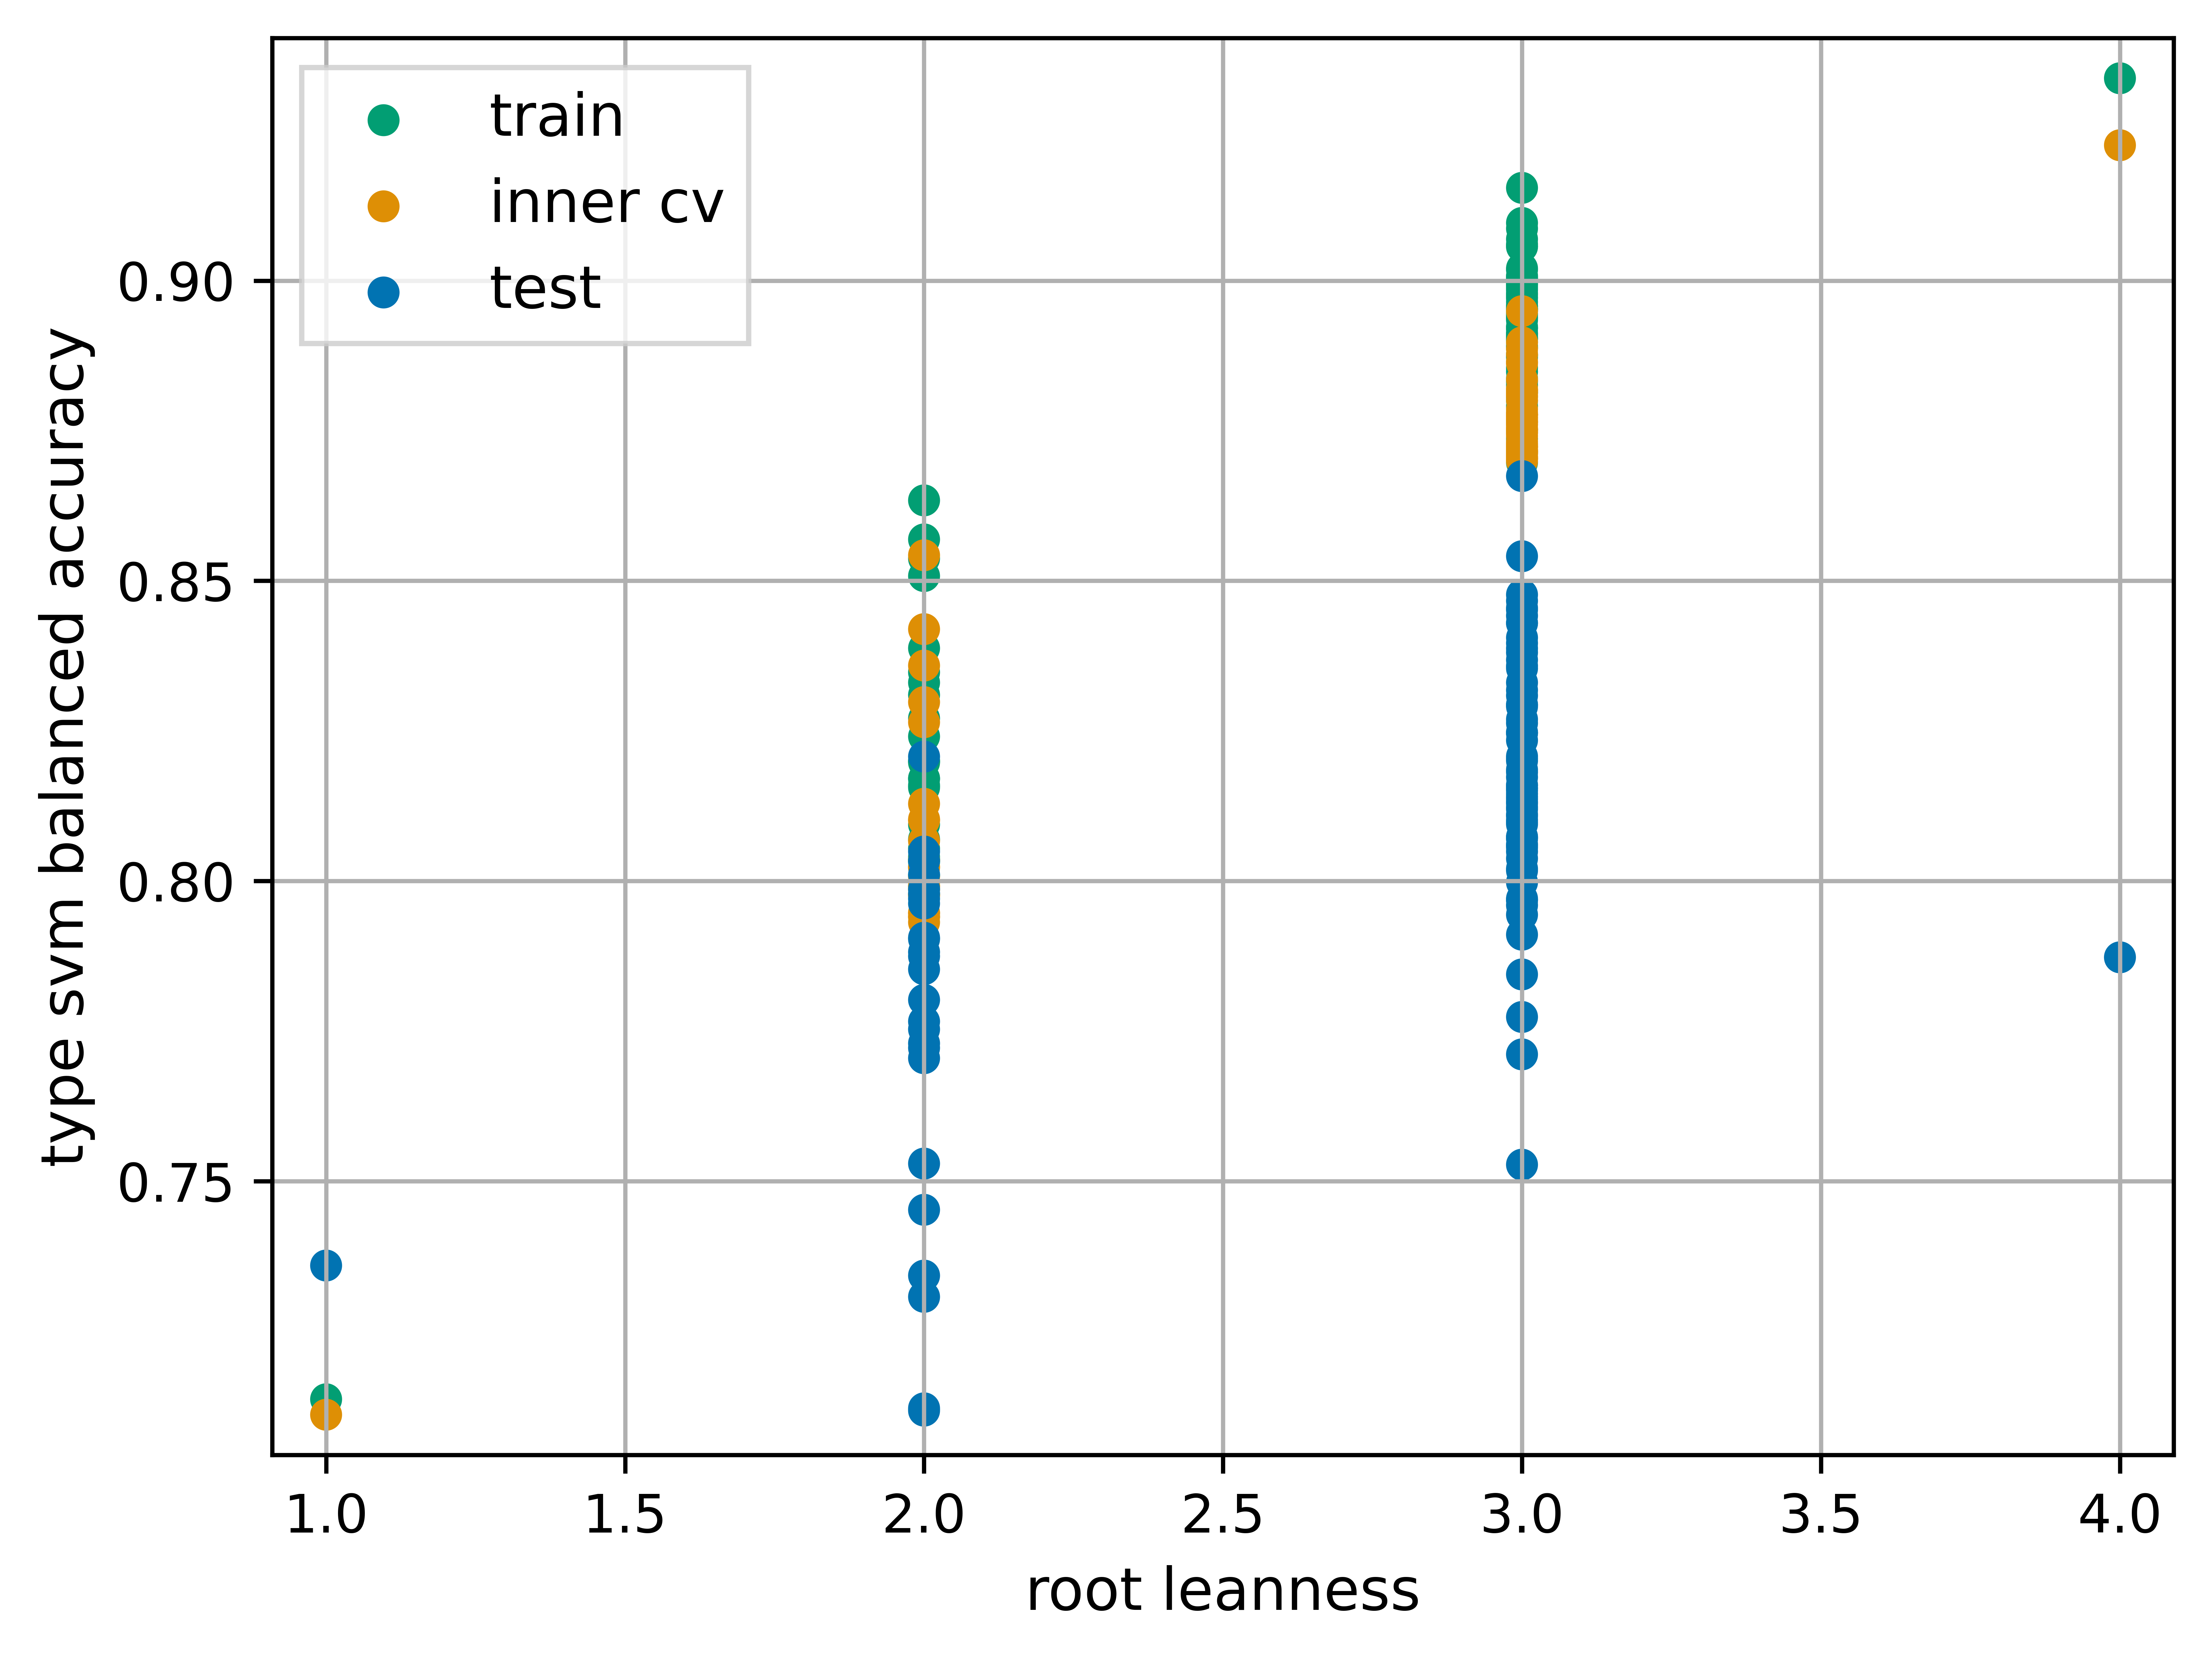 train
inner cv
test
0.90
0.85
0.80
0.75
type svm balanced accuracy
1.0 1.5 2.0 2.5 3.0 3.5 4.0
root leanness